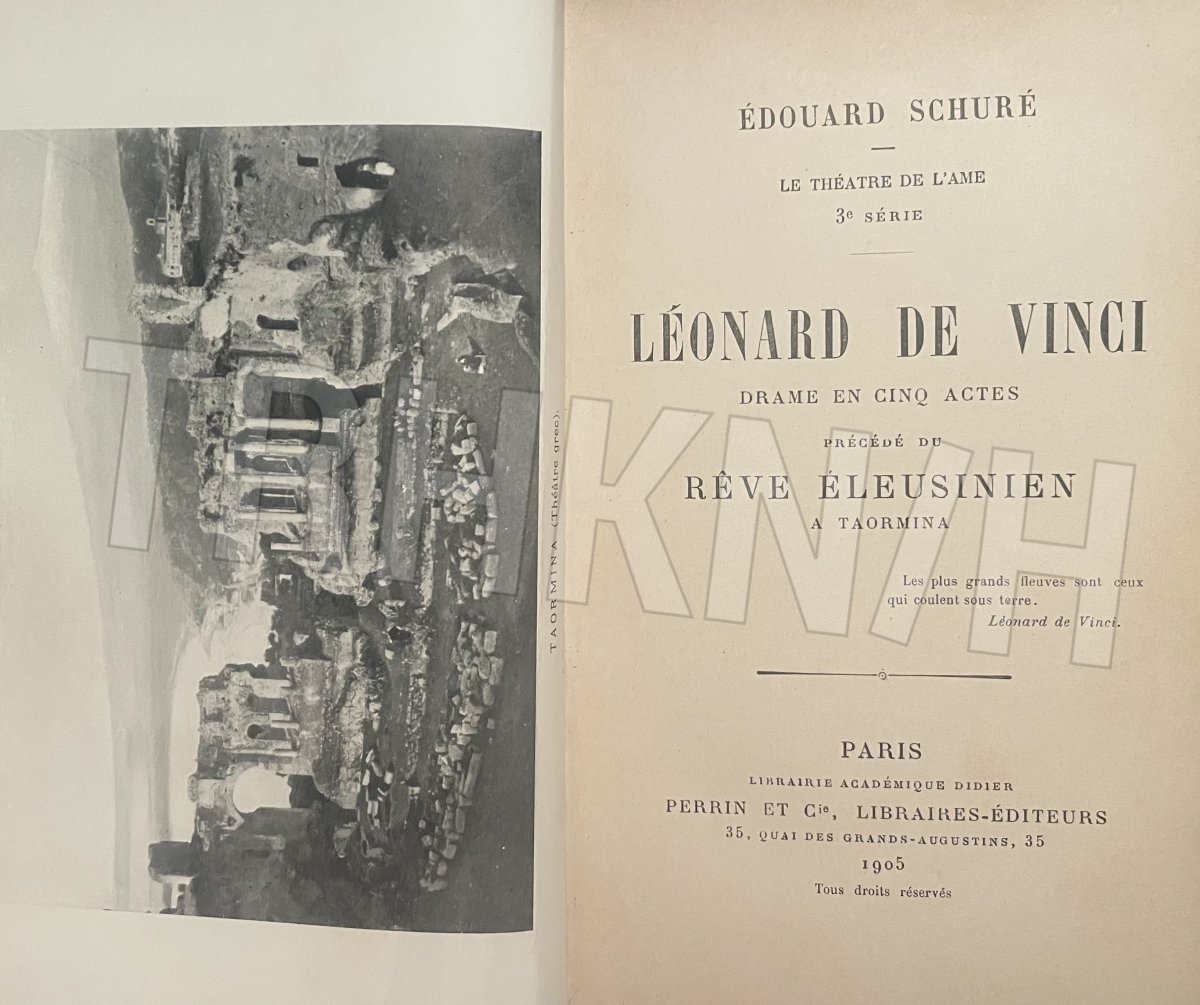 TAORMINA (Théâtre grec).
ÉDOUARD SCHURÉ
LE THÉATRE DE L'AME
3e SÉRIE
LÉONARD DE VINCI
DRAME EN CINQ ACTES
PRÉCÉDÉ DU
RÊVE ÉLEUSINIEN
A TAORMINA
Les plus grands fleuves sont ceux
qui coulent sous terre.
Léonard de Vinci.
PARIS
LIBRAIRIE ACADÉMIQUE DIDIER
PERRIN ET Cie, LIBRAIRES-ÉDITEURS
35, QUAI DES GRANDS-AUGUSTINS, 35
1905
Tous droits réservés